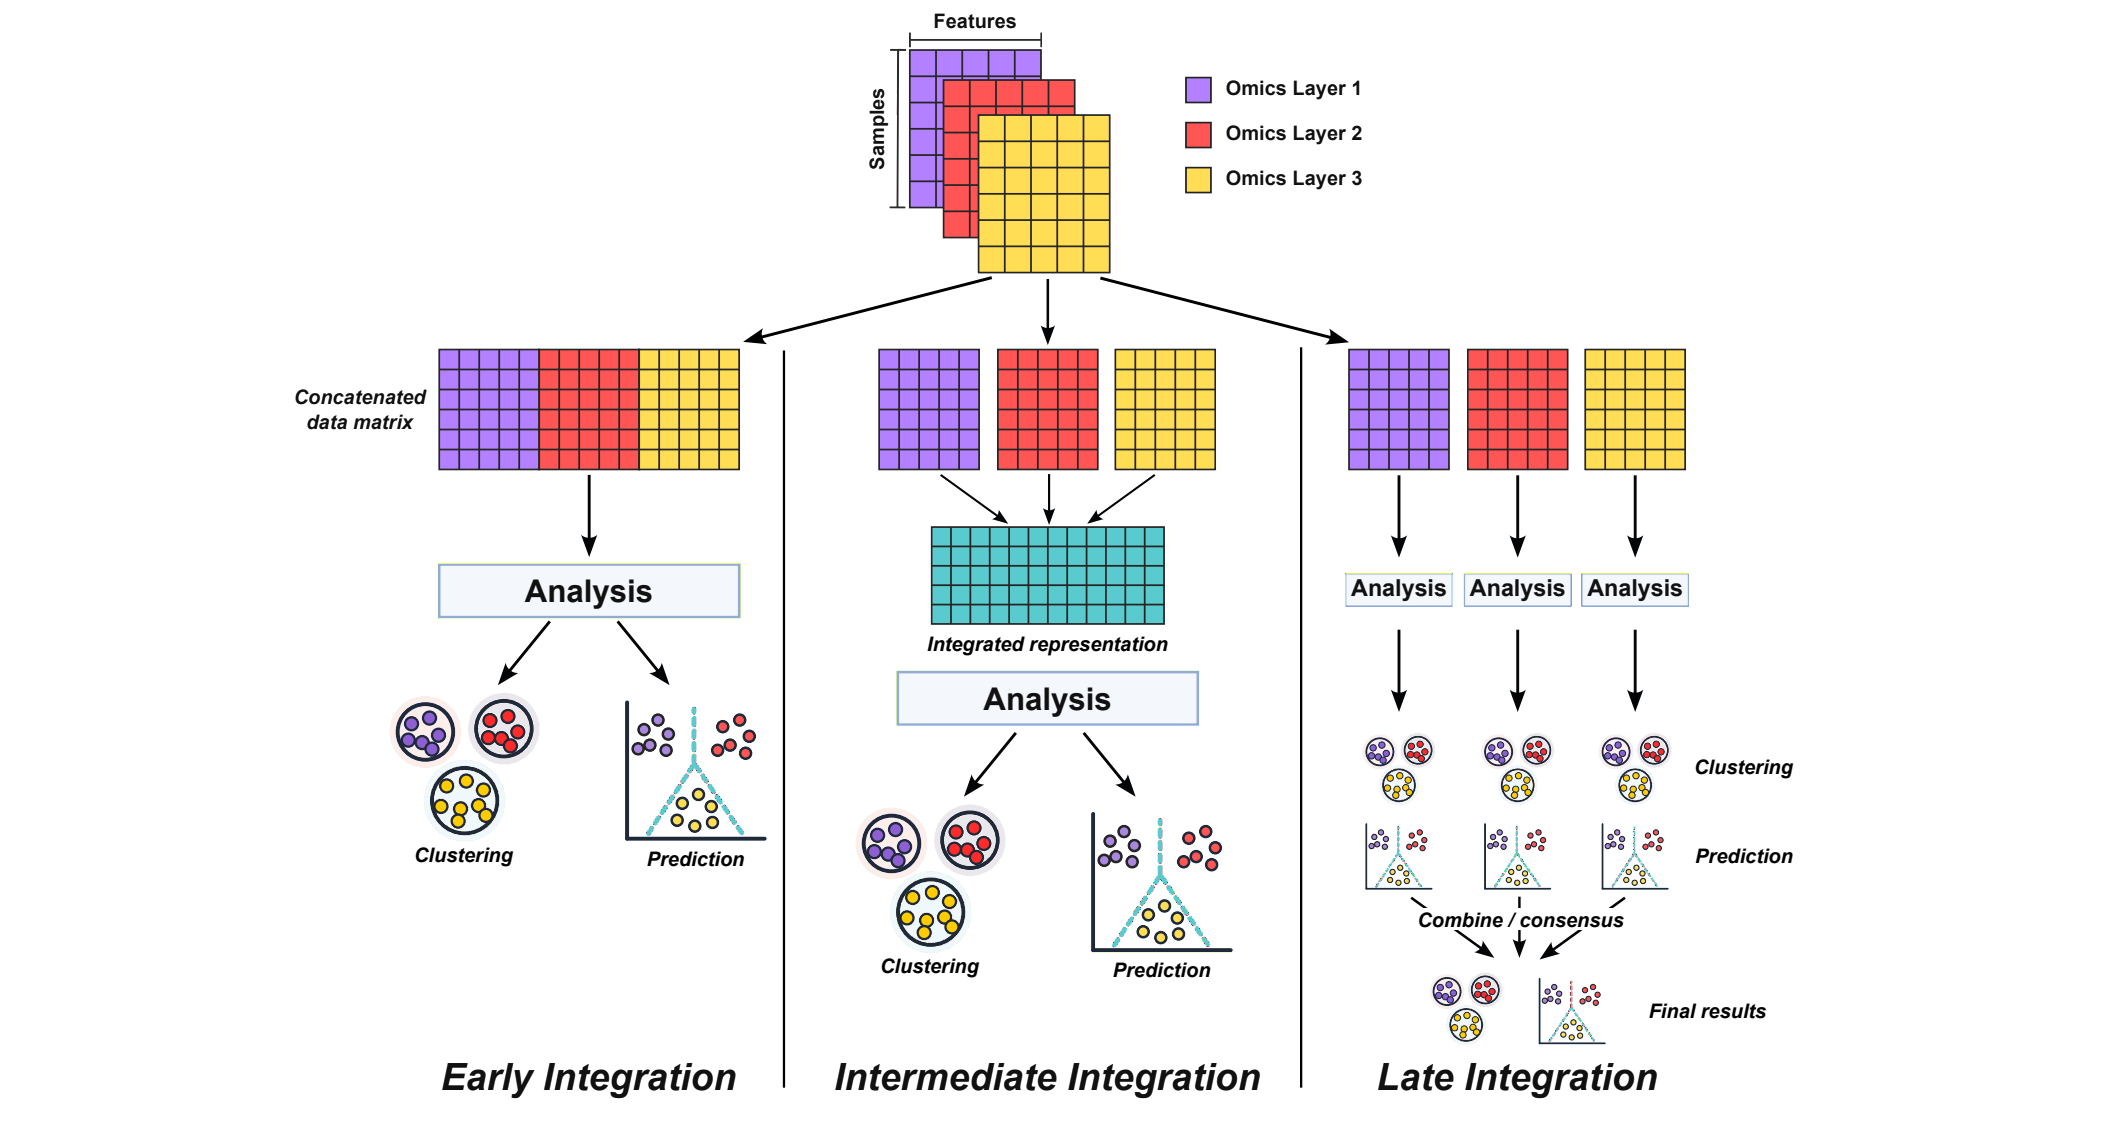 Features
Samples
Omics Layer 1
Omics Layer 2
Omics Layer 3
Concatenated
data matrix
Analysis
Clustering
Prediction
Early Integration
Integrated representation
Analysis
Clustering
Prediction
Intermediate Integration
Analysis
Analysis
Analysis
Clustering
Prediction
Combine / consensus
Final results
Late Integration